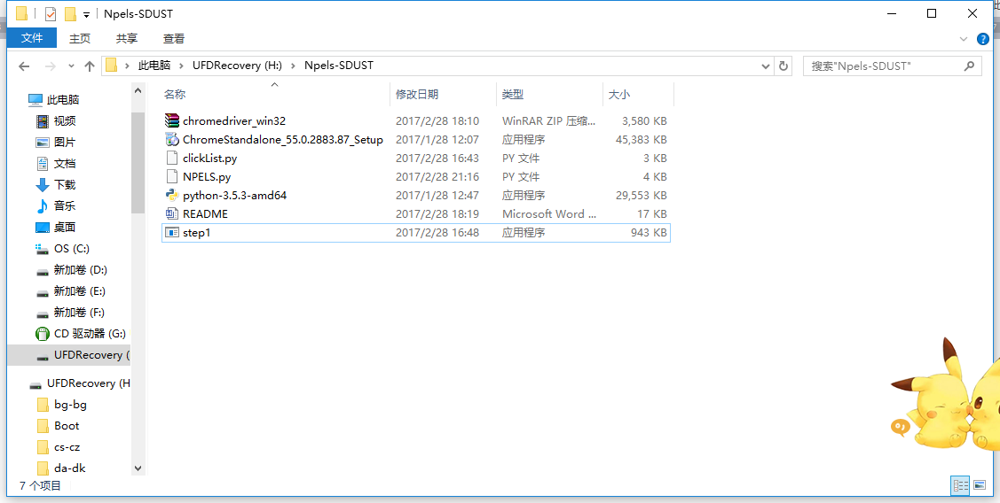 Npels-SDUST
文件 主页 共享 查看
此电脑 UFDRecovery (H:) Npels-SDUST 搜索"Npels-SDUST"
名称 修改日期 类型 大小
此电脑
视频
图片
文档
下载
音乐
桌面
OS (C:)
新加卷 (D:)
新加卷 (E:)
新加卷 (F:)
CD 驱动器 (G:)
UFDRecovery (
UFDRecovery (H
bg-bg
Boot
cs-cz
da-dk
chromedriver_win32 2017/2/28 18:10 WinRAR ZIP 压缩... 3,580 KB
ChromeStandalone_55.0.2883.87_Setup 2017/1/28 12:07 应用程序 45,383 KB
clickList.py 2017/2/28 16:43 PY 文件 3 KB
NPELS.py 2017/2/28 21:16 PY 文件 4 KB
python-3.5.3-amd64 2017/1/28 12:47 应用程序 29,553 KB
README 2017/2/28 18:19 Microsoft Word ... 17 KB
step1 2017/2/28 16:48 应用程序 943 KB
7 个项目